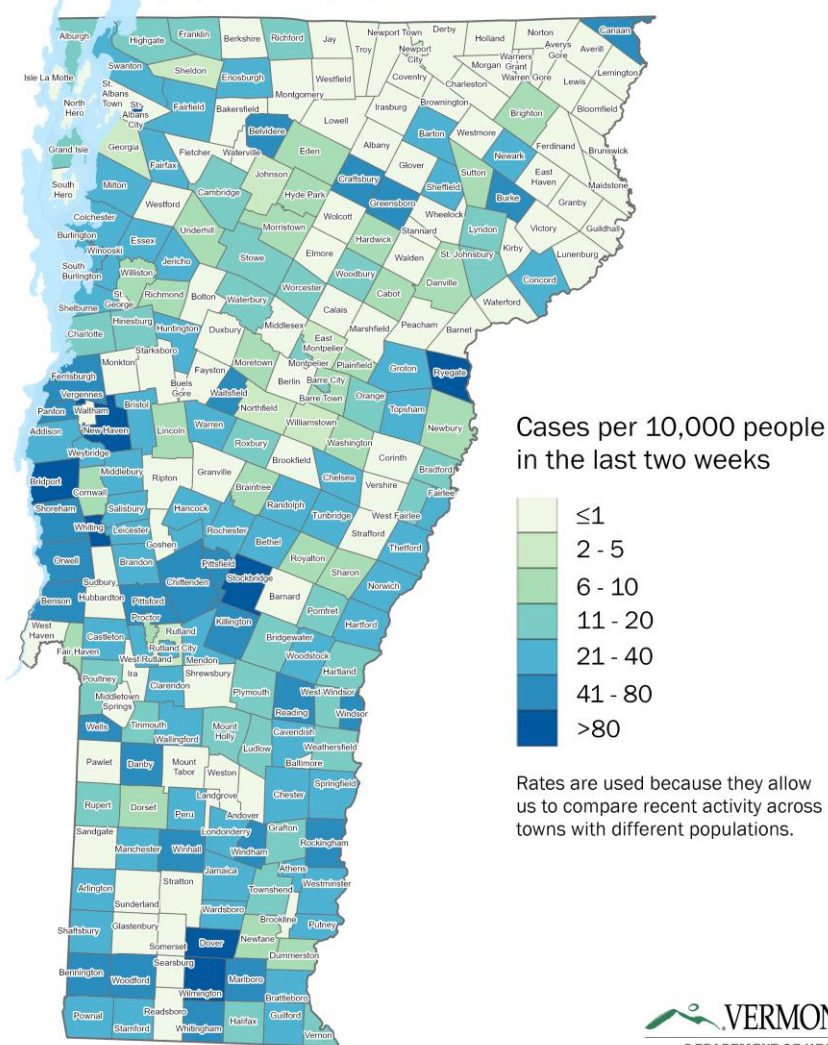 Alburgh
Highgate
Franklin
Berkshire
Richford
Jay
Newport Town
Derby
Holland
Norton
Canaan
Troy
Newport
City
Averys
Gore
Averill
Warners
Grant
Morgan
Warren Gore
Lemington
Isle La Motte
Swanton
Sheldon
Enosburgh
Westfield
Coventry
Charleston
Lewis
Montgomery
Bloomfield
St.
Albans
Town
St.
Albans
City
North
Hero
Fairfield
Bakersfield
Irasburg
Brownington
Brighton
Lowell
Belvidere
Barton
Westmore
Ferdinand
Brunswick
Grand Isle
Georgia
Fletcher
Waterville
Eden
Albany
Newark
Fairfax
Johnson
Craftsbury
Glover
Sutton
East
Haven
Maidstone
South
Hero
Milton
Cambridge
Hyde Park
Sheffield
Burke
Granby
Westford
Greensboro
Wolcott
Wheelock
Colchester
Morristown
Stannard
Lyndon
Victory
Guildhall
Underhill
Hardwick
Kirby
Burlington
Essex
Elmore
Walden
St. Johnsbury
Lunenburg
Winooski
Jericho
Stowe
Woodbury
Danville
Concord
South
Burlington
Williston
Worcester
Cabot
St.
George
Richmond
Bolton
Waterbury
Calais
Waterford
Shelburne
Hinesburg
Middlesex
Marshfield
Peacham
Barnet
Huntington
Duxbury
Charlotte
East
Montpelier
Starksboro
Moretown
Montpelier
Plainfield
Monkton
Fayston
Berlin
Barre City
Groton
Ryegate
Ferrisburgh
Buels
Gore
Waitsfield
Barre Town
Orange
Vergennes
Northfield
Topsham
Panton
Waltham
Bristol
Williamstown
Newbury
Addison
New Haven
Lincoln
Warren
Washington
Weybridge
Roxbury
Corinth
Brookfield
Bradford
Middlebury
Granville
Chelsea
Bridport
Ripton
Vershire
Fairlee
Cornwall
Braintree
Randolph
West Fairlee
Shoreham
Salisbury
Hancock
Tunbridge
Strafford
Whiting
Leicester
Rochester
Thetford
Goshen
Bethel
Orwell
Brandon
Pittsfield
Royalton
Sharon
Norwich
Sudbury
Chittenden
Stockbridge
Hubbardton
Barnard
Benson
Pittsford
Pomfret
Proctor
Killington
Hartford
West
Haven
Castleton
Rutland
Bridgewater
Fair Haven
Rutland City
Woodstock
West Rutland
Mendon
Ira
Shrewsbury
Hartland
Poultney
Clarendon
Plymouth
West Windsor
Middletown
Springs
Reading
Windsor
Wells
Tinmouth
Mount
Holly
Cavendish
Wallingford
Ludlow
Weathersfield
Pawlet
Danby
Mount
Tabor
Weston
Baltimore
Springfield
Landgrove
Chester
Rupert
Dorset
Peru
Andover
Londonderry
Grafton
Sandgate
Rockingham
Manchester
Winhall
Windham
Athens
Jamaica
Arlington
Stratton
Townshend
Westminster
Sunderland
Wardsboro
Brookline
Putney
Shaftsbury
Glastenbury
Newfane
Somerset
Dover
Dummerston
Searsburg
Bennington
Woodford
Marlboro
Wilmington
Brattleboro
Readsboro
Pownal
Stamford
Whitingham
Halifax
Guilford
Vernon
Cases per 10,000 people
in the last two weeks
≤1
2 - 5
6 - 10
11 - 20
21 - 40
41 - 80
>80
Rates are used because they allow
us to compare recent activity across
towns with different populations.
VERMON